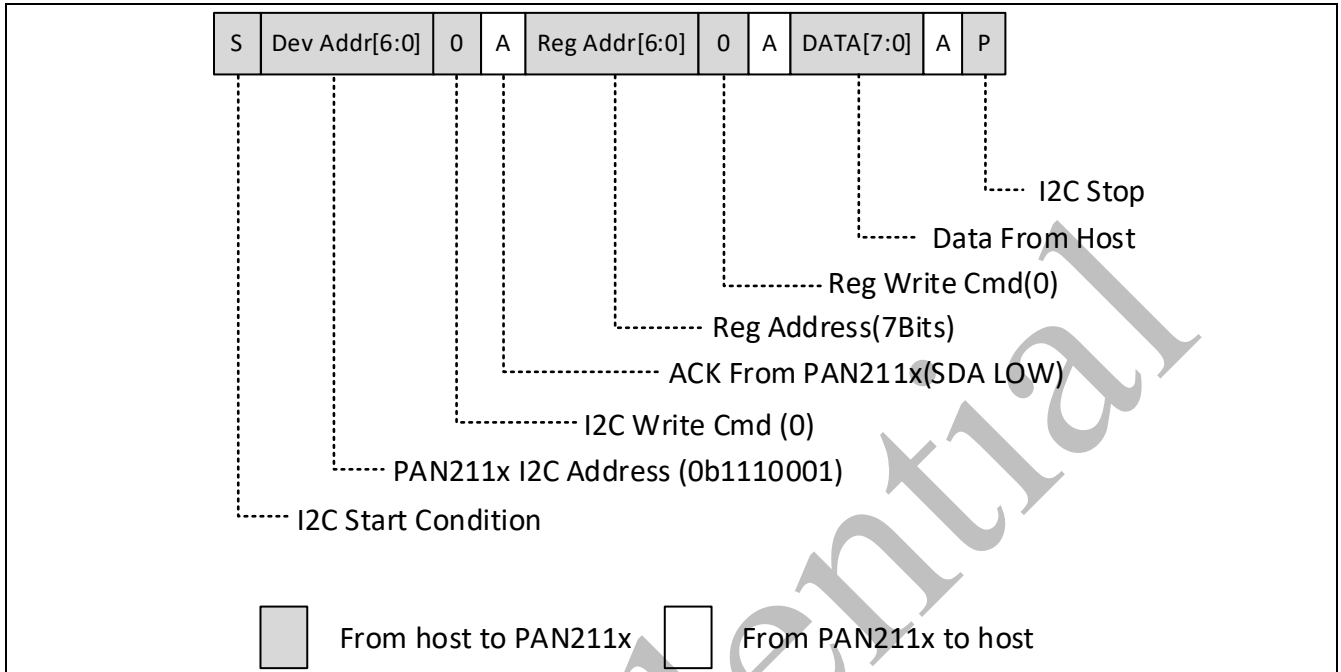 S Dev Addr[6:0] 0 A Reg Addr[6:0] 0 A DATA[7:0] A P
I2C Stop
Data From Host
Reg Write Cmd(0)
Reg Address(7Bits)
ACK From PAN211x(SDA LOW)
I2C Write Cmd (0)
PAN211x I2C Address (0b1110001)
I2C Start Condition
From host to PAN211x From PAN211x to host